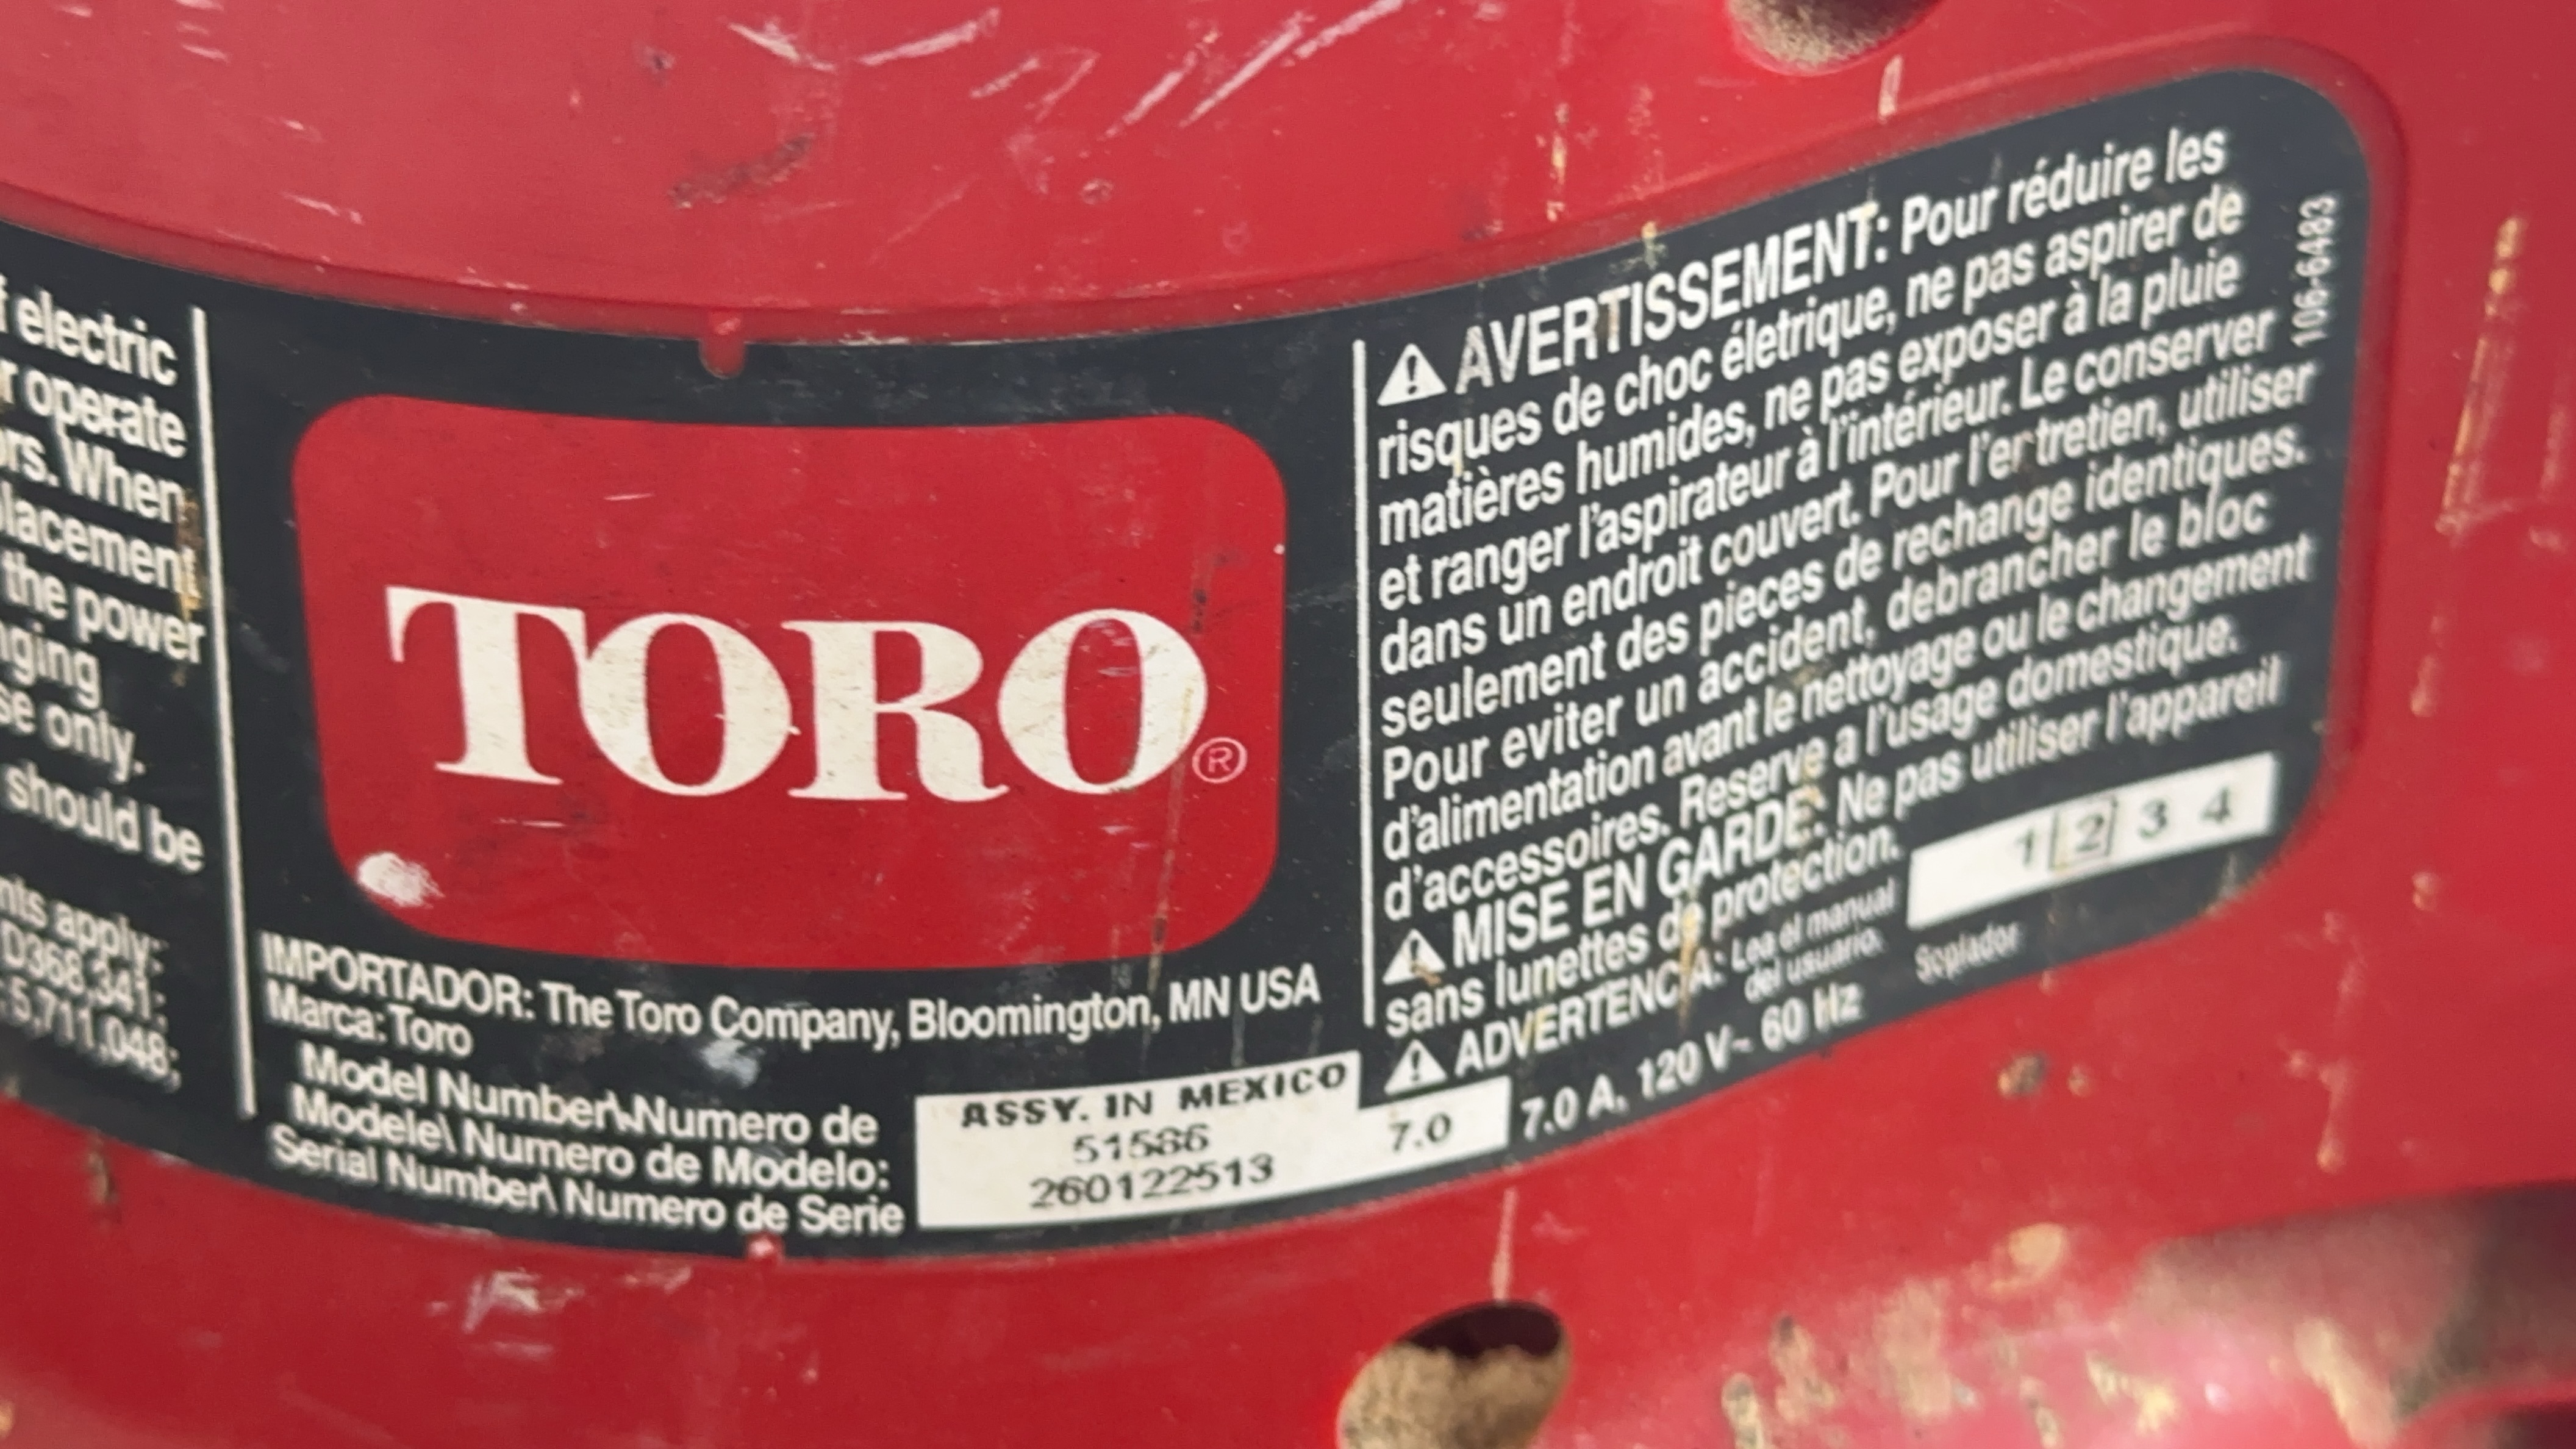 electric
operate
When
the power
only.
should be
apply:
D368,341;
5,711,048;
TORO®
IMPORTADOR: The Toro Company, Bloomington, MN USA
Marca: Toro
Model Number\Numero de
Modele\ Numero de Modelo:
Serial Number\ Numero de Serie
ASSY. IN MEXICO
51586
260122513
7.0
⚠ AVERTISSEMENT: Pour réduire les
risques de choc életrique, ne pas aspirer de
matières humides, ne pas exposer à la pluie
et ranger l'aspirateur à l'intérieur. Le conserver
dans un endroit couvert. Pour l'entretien, utiliser
seulement des pieces de rechange identiques.
Pour eviter un accident, debrancher le bloc
d'alimentation avant le nettoyage ou le changement
d'accessoires. Reserve a l'usage domestique.
⚠ MISE EN GARDE: Ne pas utiliser l'appareil
sans lunettes de protection.
⚠ ADVERTENCIA: Lea el manual
del usuario.
7.0 A, 120 V~ 60 Hz
1 2 3 4
Soplador
106-6483